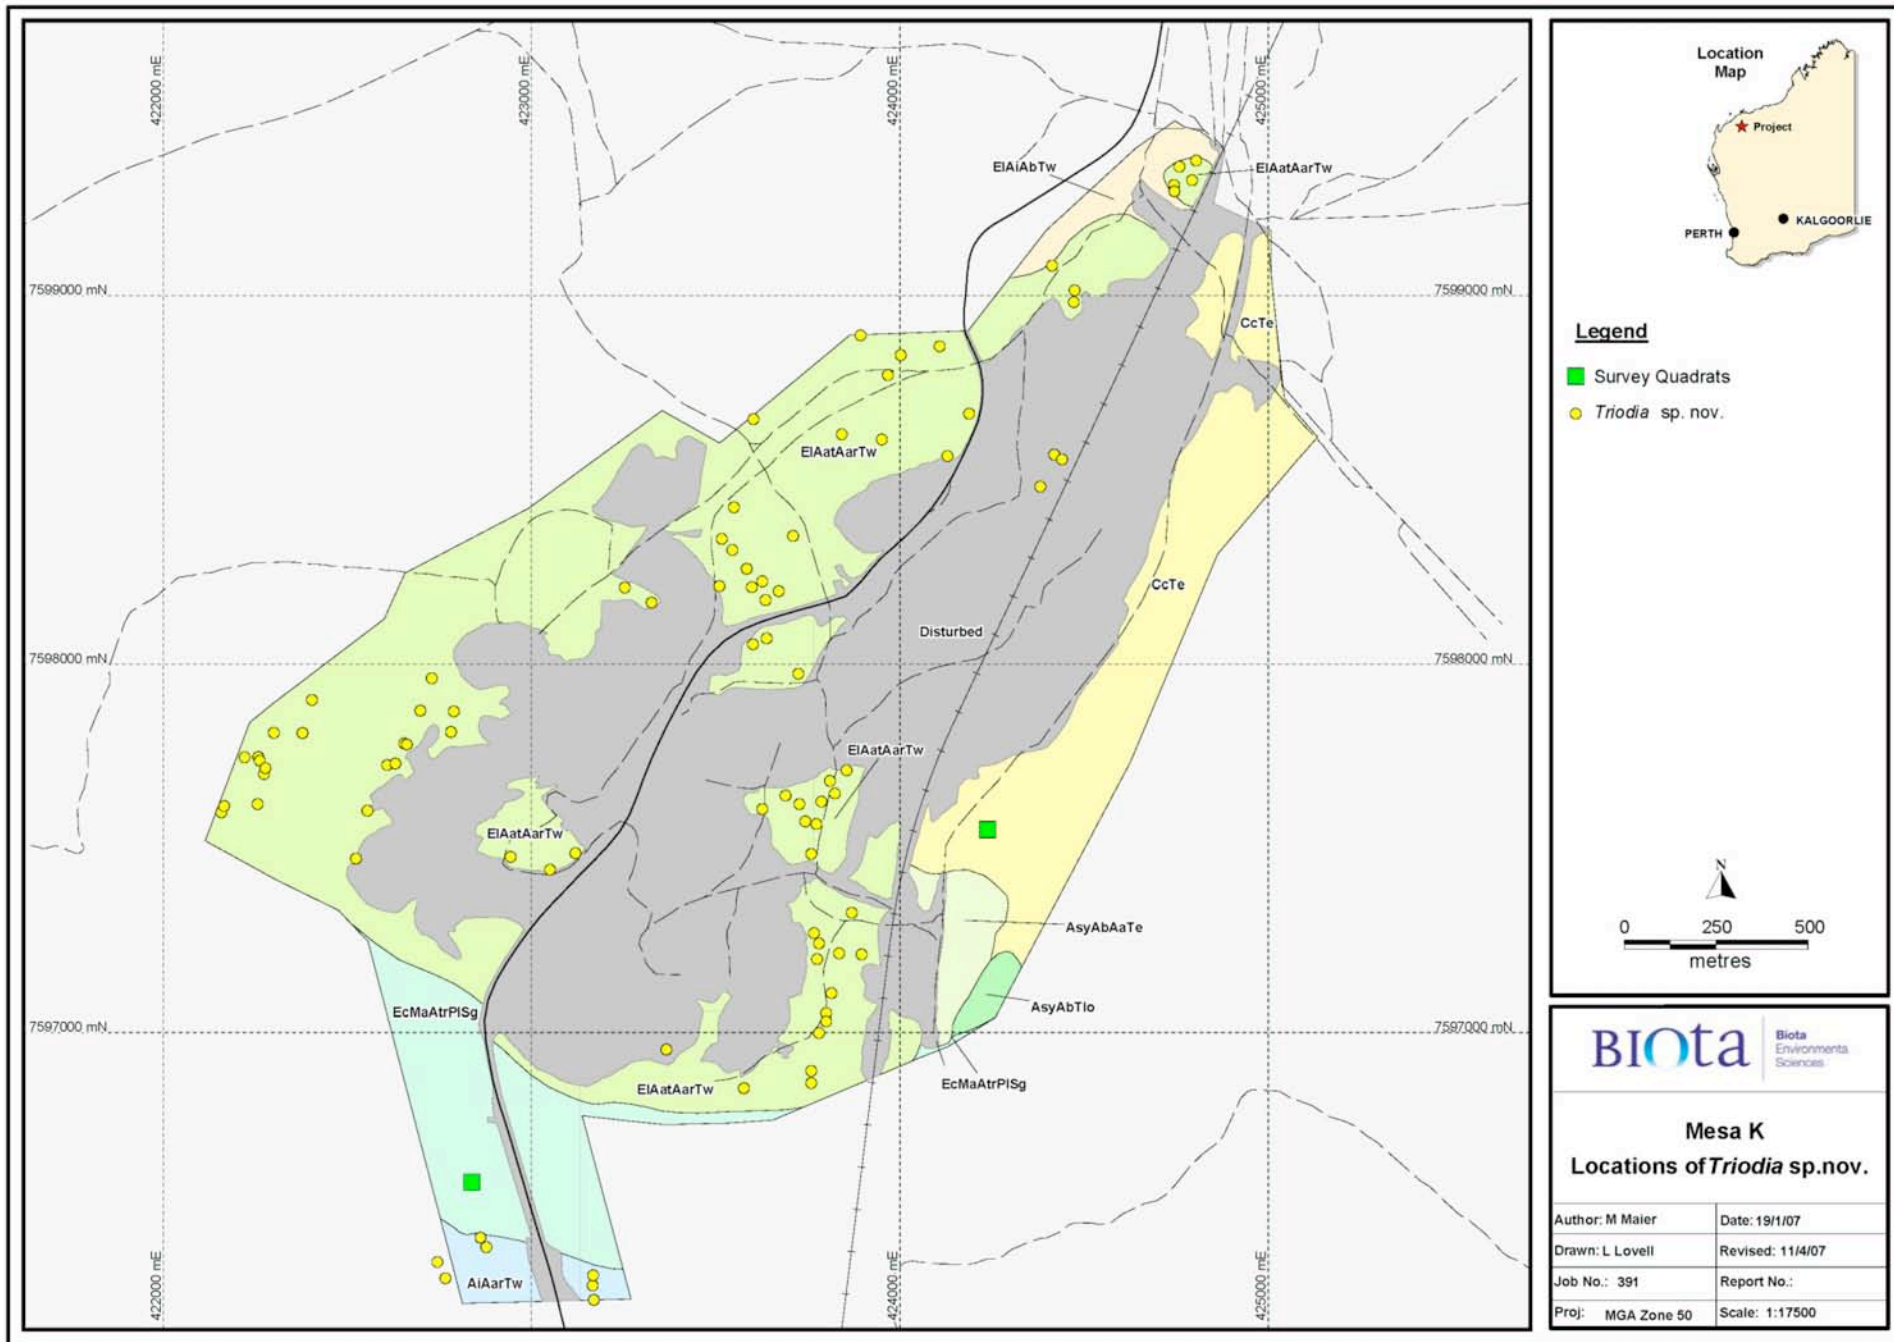 422000 mE
423000 mE
424000 mE
425000 mE
ElAiAbTw
ElAatAarTw
7599000 mN
7599000 mN
CcTe
ElAatAarTw
CcTe
Disturbed
7598000 mN
7598000 mN
ElAatAarTw
ElAatAarTw
AsyAbAaTe
AsyAbTlo
EcMaAtrPlSg
7597000 mN
7597000 mN
EcMaAtrPlSg
ElAatAarTw
AiAarTw
422000 mE
424000 mE
425000 mE
Location
Map
Project
KALGOORLIE
PERTH
Legend
Survey Quadrats
Triodia sp. nov.
N
0 250 500
metres
BIOta
Biota
Environmenta
Sciences
Mesa K
Locations of Triodia sp.nov.
Author: M Maier
Date: 19/1/07
Drawn: L Lovell
Revised: 11/4/07
Job No.: 391
Report No.:
Proj: MGA Zone 50
Scale: 1:17500